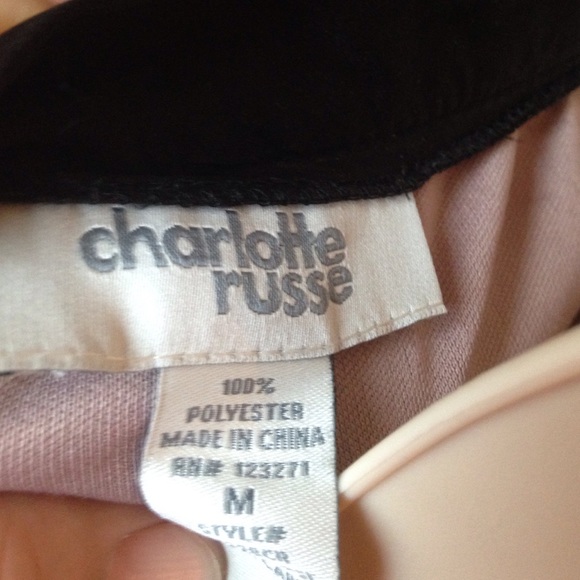 charlotte
russe
100%
POLYESTER
MADE IN CHINA
RN# 123271
M
STYLE#